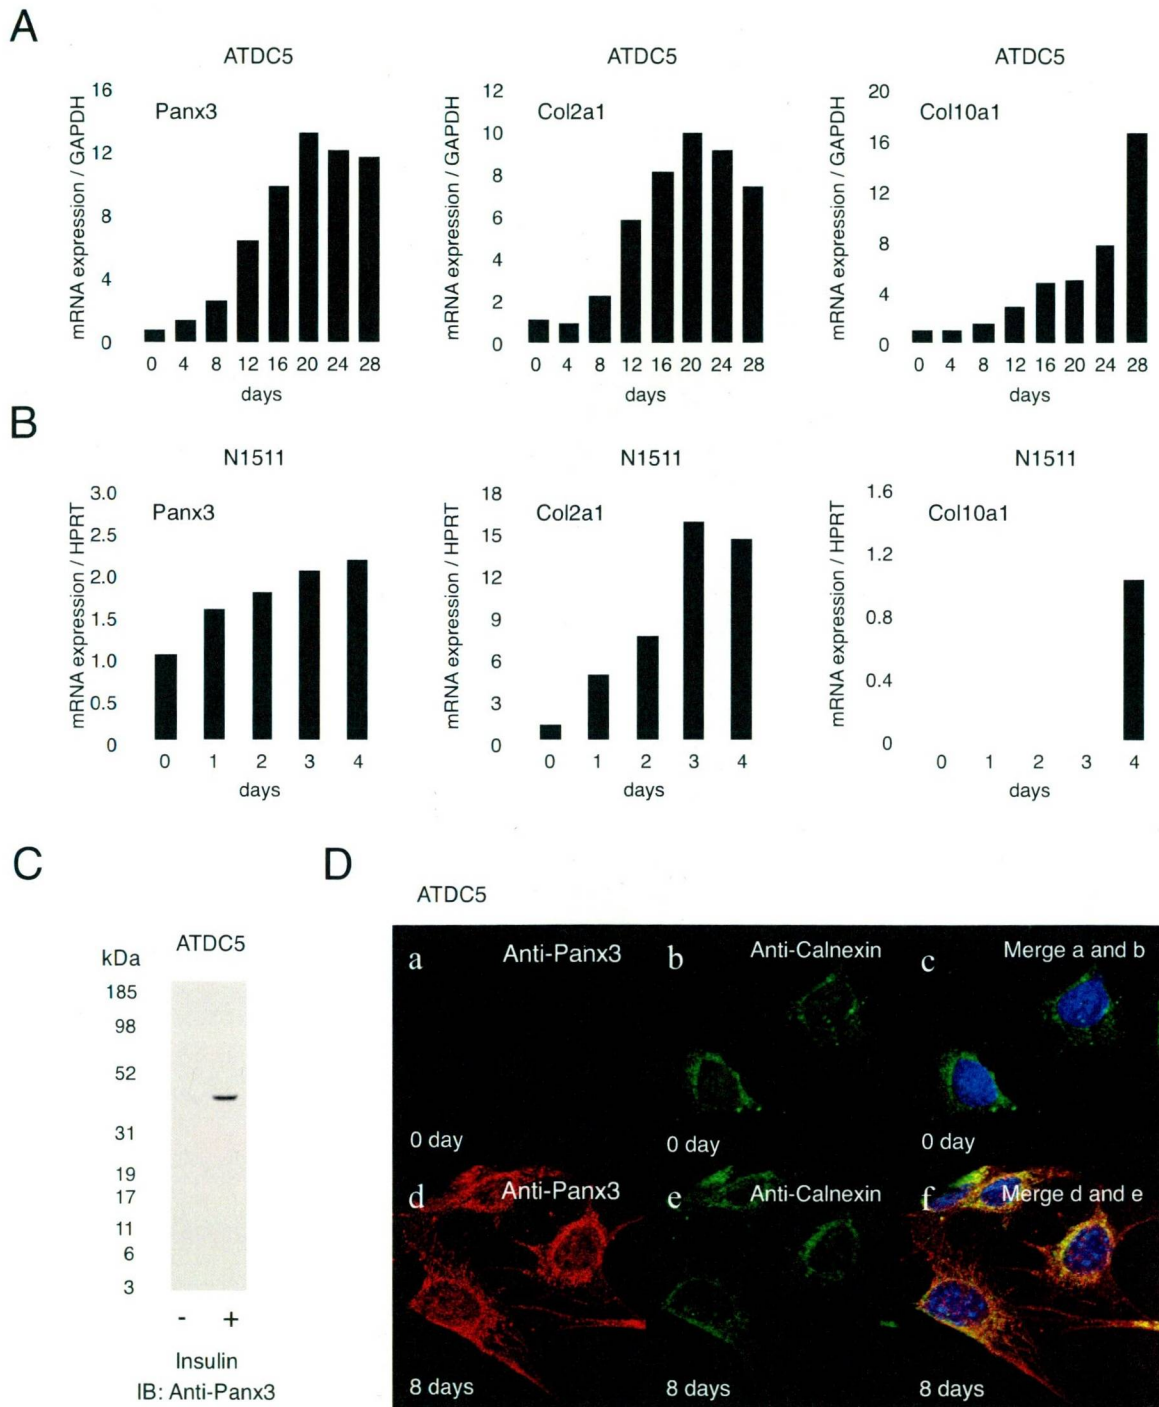 A
ATDC5
Panx3
mRNA expression / GAPDH
16
12
8
4
0
0 4 8 12 16 20 24 28
days
ATDC5
Col2a1
mRNA expression / GAPDH
12
10
8
6
4
2
0
0 4 8 12 16 20 24 28
days
ATDC5
Col10a1
mRNA expression / GAPDH
20
16
12
8
4
0
0 4 8 12 16 20 24 28
days
B
N1511
Panx3
mRNA expression / HPRT
3.0
2.5
2.0
1.5
1.0
0.5
0
0 1 2 3 4
days
N1511
Col2a1
mRNA expression / HPRT
18
15
12
9
6
3
0
0 1 2 3 4
days
N1511
Col10a1
mRNA expression / HPRT
1.6
1.2
0.8
0.4
0
0 1 2 3 4
days
C
ATDC5
kDa
185
98
52
31
19
17
11
6
3
- +
Insulin
IB: Anti-Panx3
D
ATDC5
a Anti-Panx3
0 day
b Anti-Calnexin
0 day
c Merge a and b
0 day
d Anti-Panx3
8 days
e Anti-Calnexin
8 days
f Merge d and e
8 days